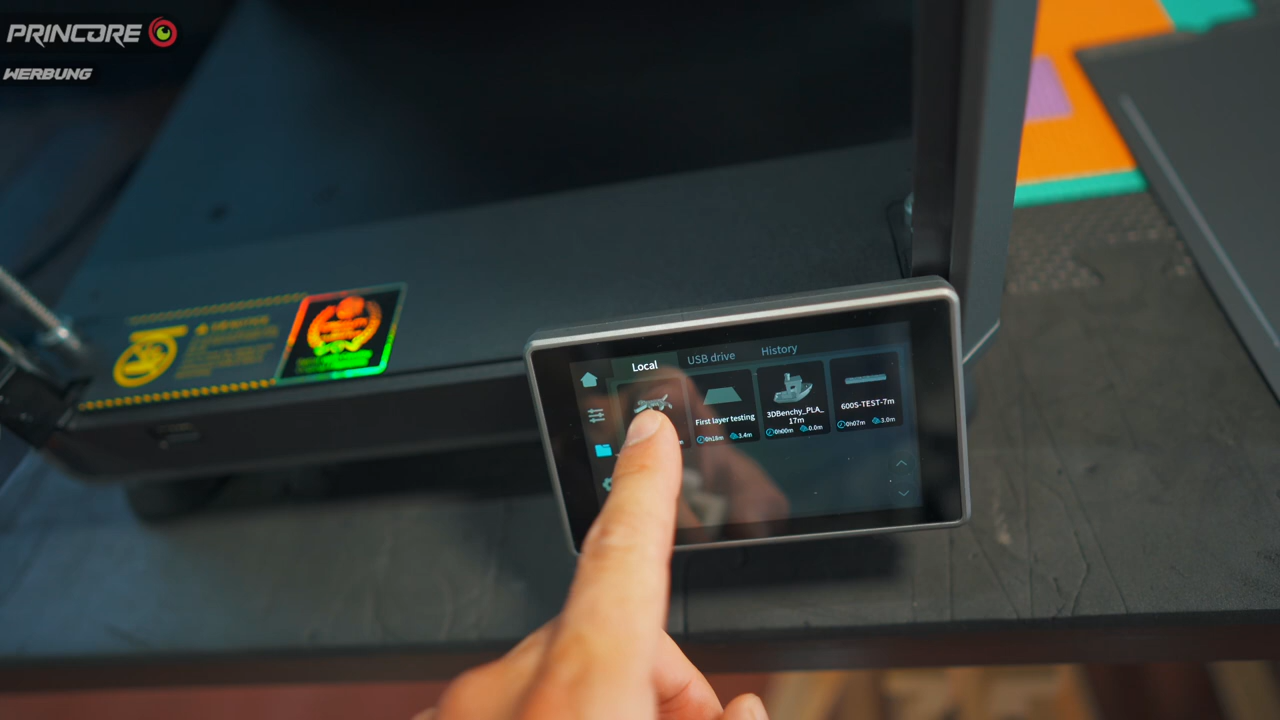 PRINCORE
WERBUNG
Local
USB drive
History
First layer testing
0h18m
3.4m
3DBenchy_PLA_
17m
0h00m
0.0m
600S-TEST-7m
0h07m
3.0m